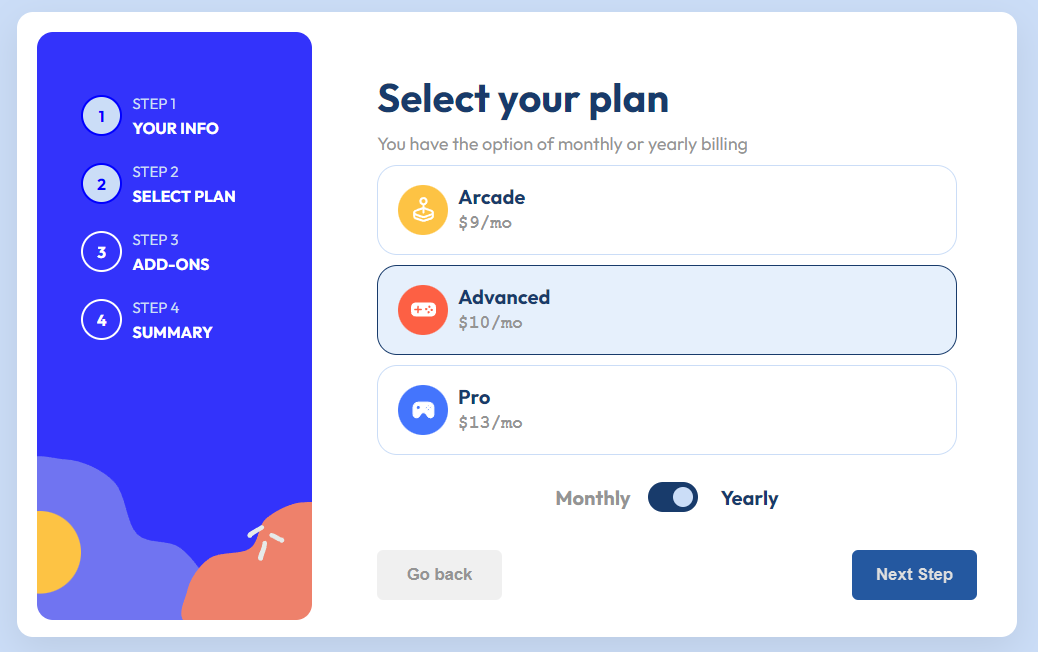 1
STEP 1
YOUR INFO
2
STEP 2
SELECT PLAN
3
STEP 3
ADD-ONS
4
STEP 4
SUMMARY
Select your plan
You have the option of monthly or yearly billing
Arcade
$9/mo
Advanced
$10/mo
Pro
$13/mo
Monthly Yearly
Go back Next Step